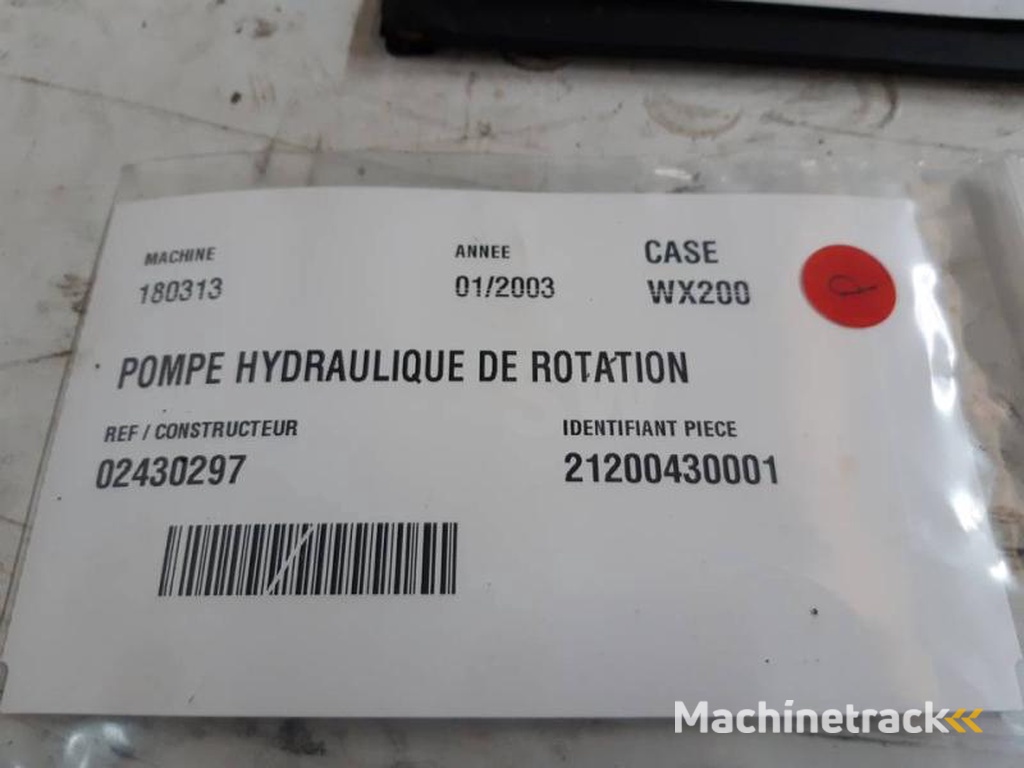 MACHINE ANNEE CASE
180313 01/2003 WX200
POMPE HYDRAULIQUE DE ROTATION
REF / CONSTRUCTEUR IDENTIFIANT PIECE
02430297 21200430001
Machinetrack